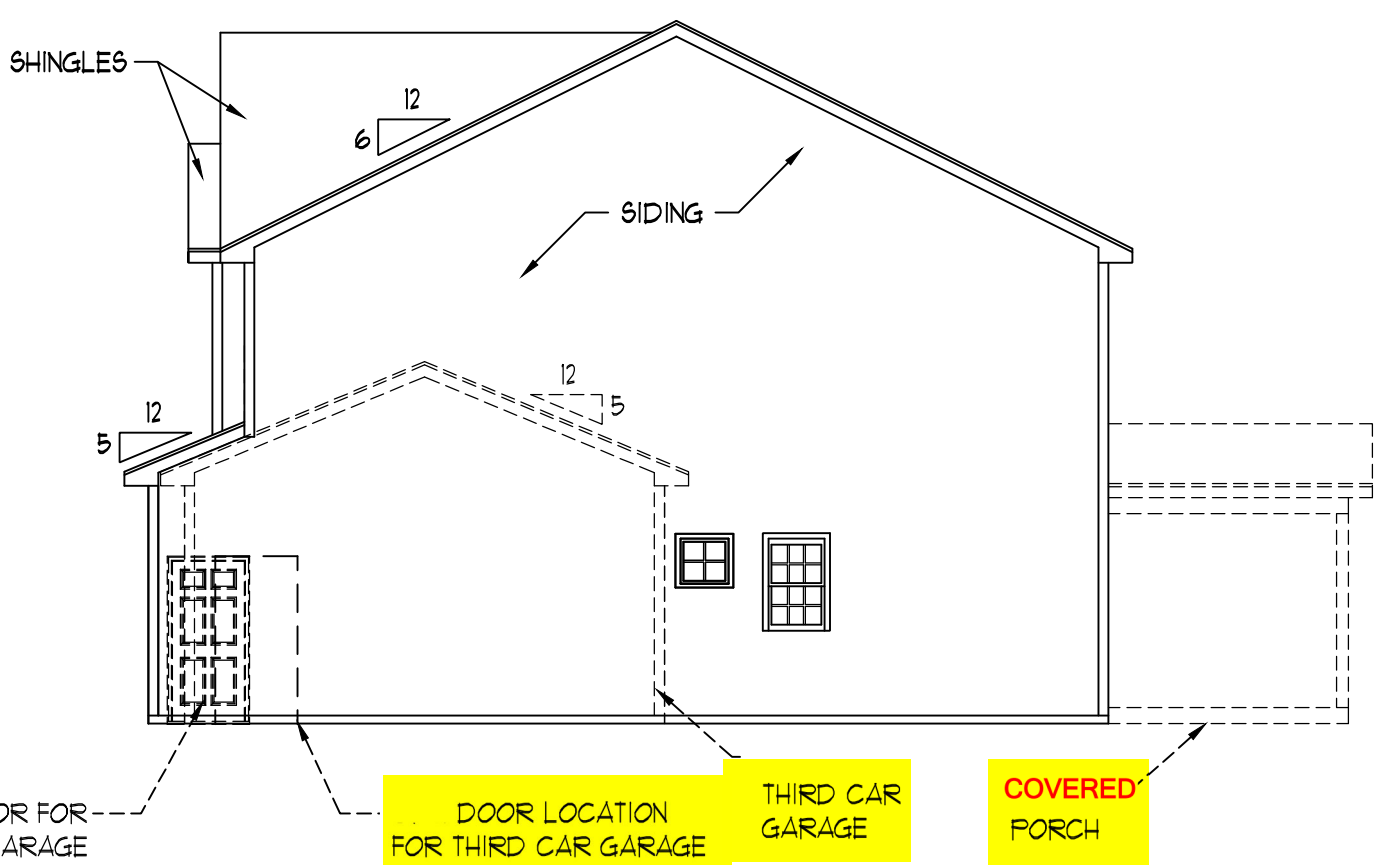 SHINGLES
12
6
SIDING
12
5
12
5
OR FOR
ARAGE
DOOR LOCATION
FOR THIRD CAR GARAGE
THIRD CAR
GARAGE
COVERED
PORCH